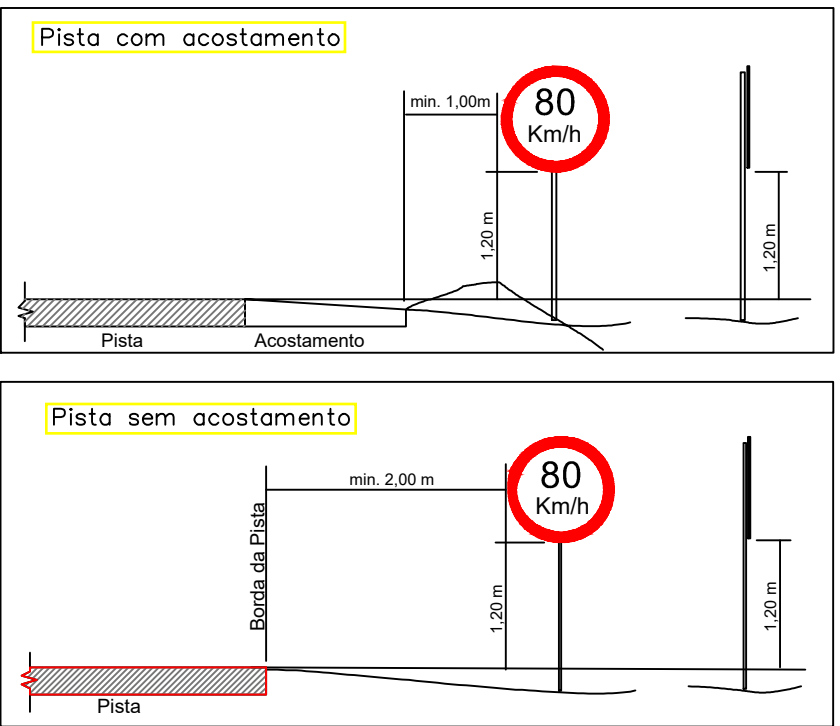 Pista com acostamento
min. 1,00m
80
Km/h
1,20 m
1,20 m
Pista
Acostamento
Pista sem acostamento
min. 2,00 m
80
Km/h
Borda da Pista
1,20 m
1,20 m
Pista